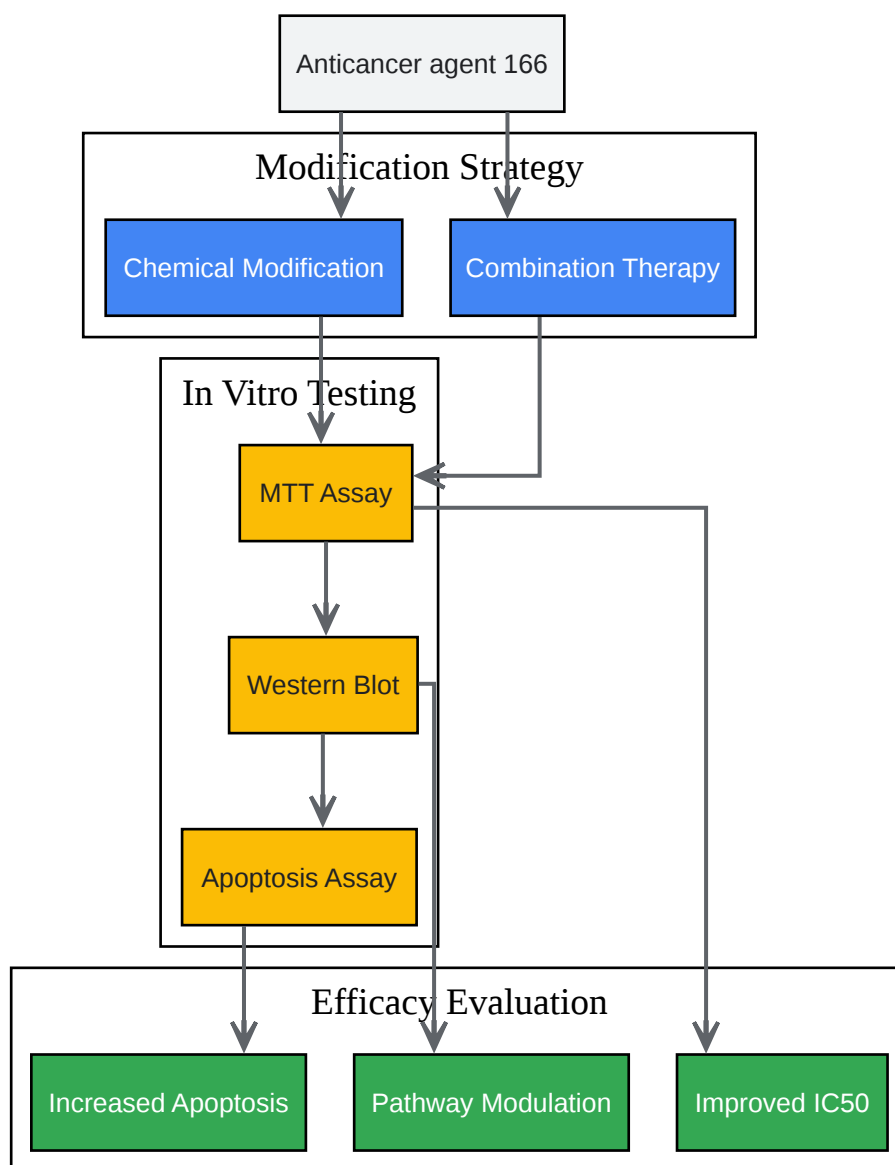 Anticancer agent 166
Modification Strategy
Chemical Modification
Combination Therapy
In Vitro Testing
MTT Assay
Western Blot
Apoptosis Assay
Efficacy Evaluation
Increased Apoptosis
Pathway Modulation
Improved IC50